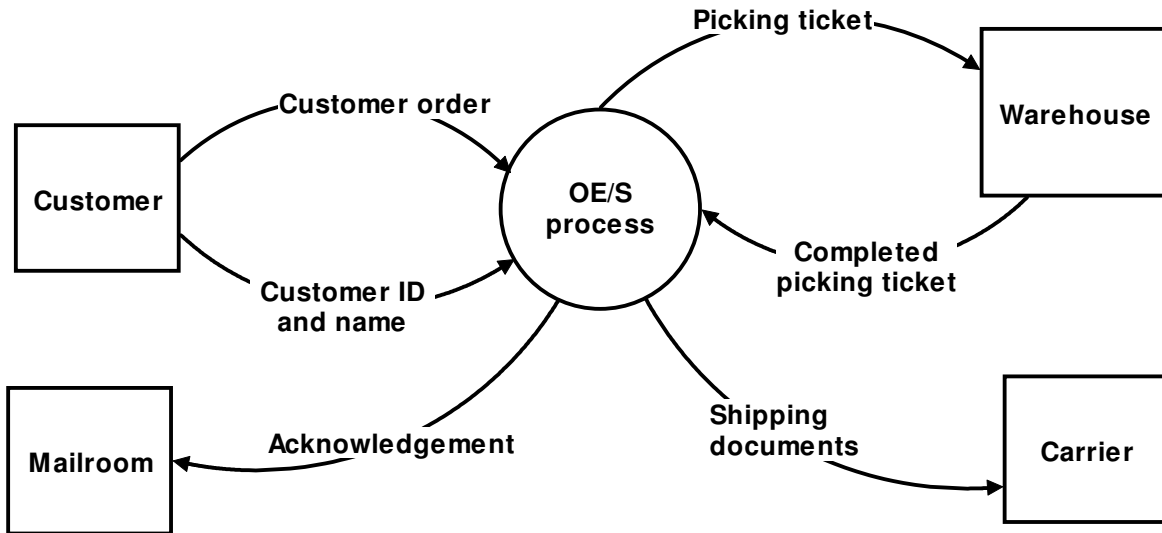 Picking ticket
Customer order
Warehouse
Customer
OE/S
process
Completed
picking ticket
Customer ID
and name
Shipping
documents
Acknowledgement
Mailroom
Carrier